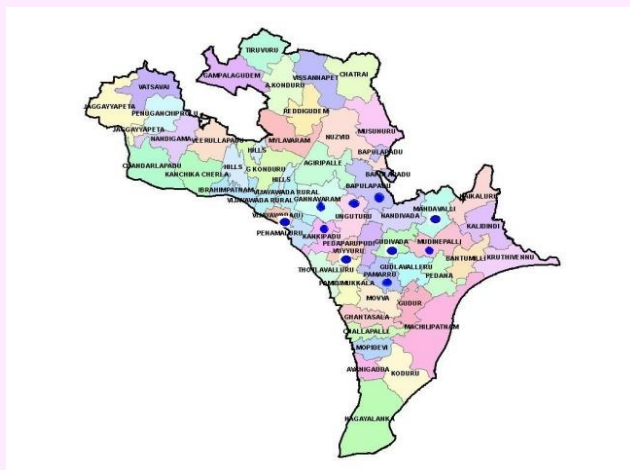 TIRUVURU
GAMPALAGUDEM
VISSANNAPET
CHATRAI
A.KONDURU
VATSAVAI
JAGGAYYAPETA
PENUGANCHIPROLU
REDDIGUDEM
JAGGAYYAPETA
NANDIGAMA
VEERULLAPADU
MYLAVARAM
NUZVID
MUSUNURU
HILLS
BAPULAPADU
CHANDARLAPADU
HILLS
G KONDURU
AGIRIPALLE
KANCHIKA CHERLA
HILLS
BAPULAPADU
IBRAHIMPATNAM
VIJAYAWADA RURAL
GANNAVARAM
VIJAYAWADA RURAL
UNGUTURU
NANDIVADA
MANDAVALLI
KAIKALURU
PENAMALURU
KANKIPADU
KALIDINDI
PEDAPARUPUDI
GUDIVADA
MUDINEPALLI
KRUTHIVENNU
VUYYURU
BANTUMILLI
THOTLAVALLURU
GUDLAVALLERU
PAMARRU
PEDANA
PAMIDIMUKKALA
MOVVA
GUDUR
GHANTASALA
MACHILIPATNAM
CHALLAPALLE
MOPIDEVI
AVANIGADDA
KODURU
NAGAYALANKA